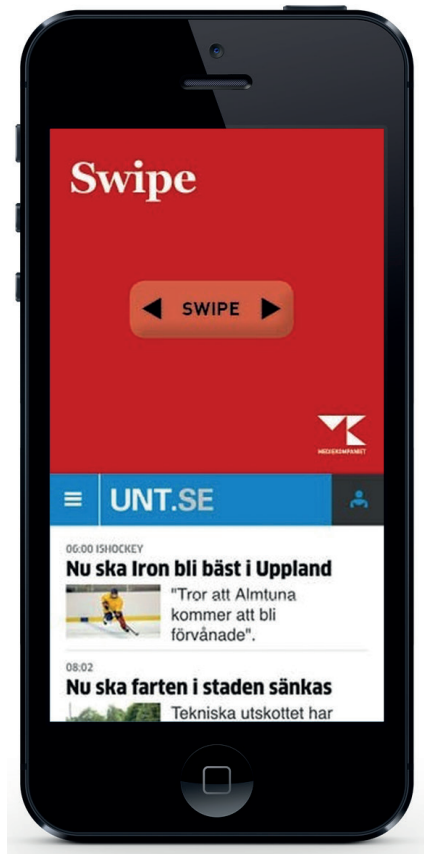 Swipe
SWIPE
MEDIEKOMPANIET
UNT.SE
06:00 ISHOCKEY
Nu ska Iron bli bäst i Uppland
"Tror att Almtuna
kommer att bli
förvånade".
08:02
Nu ska farten i staden sänkas
Tekniska utskottet har